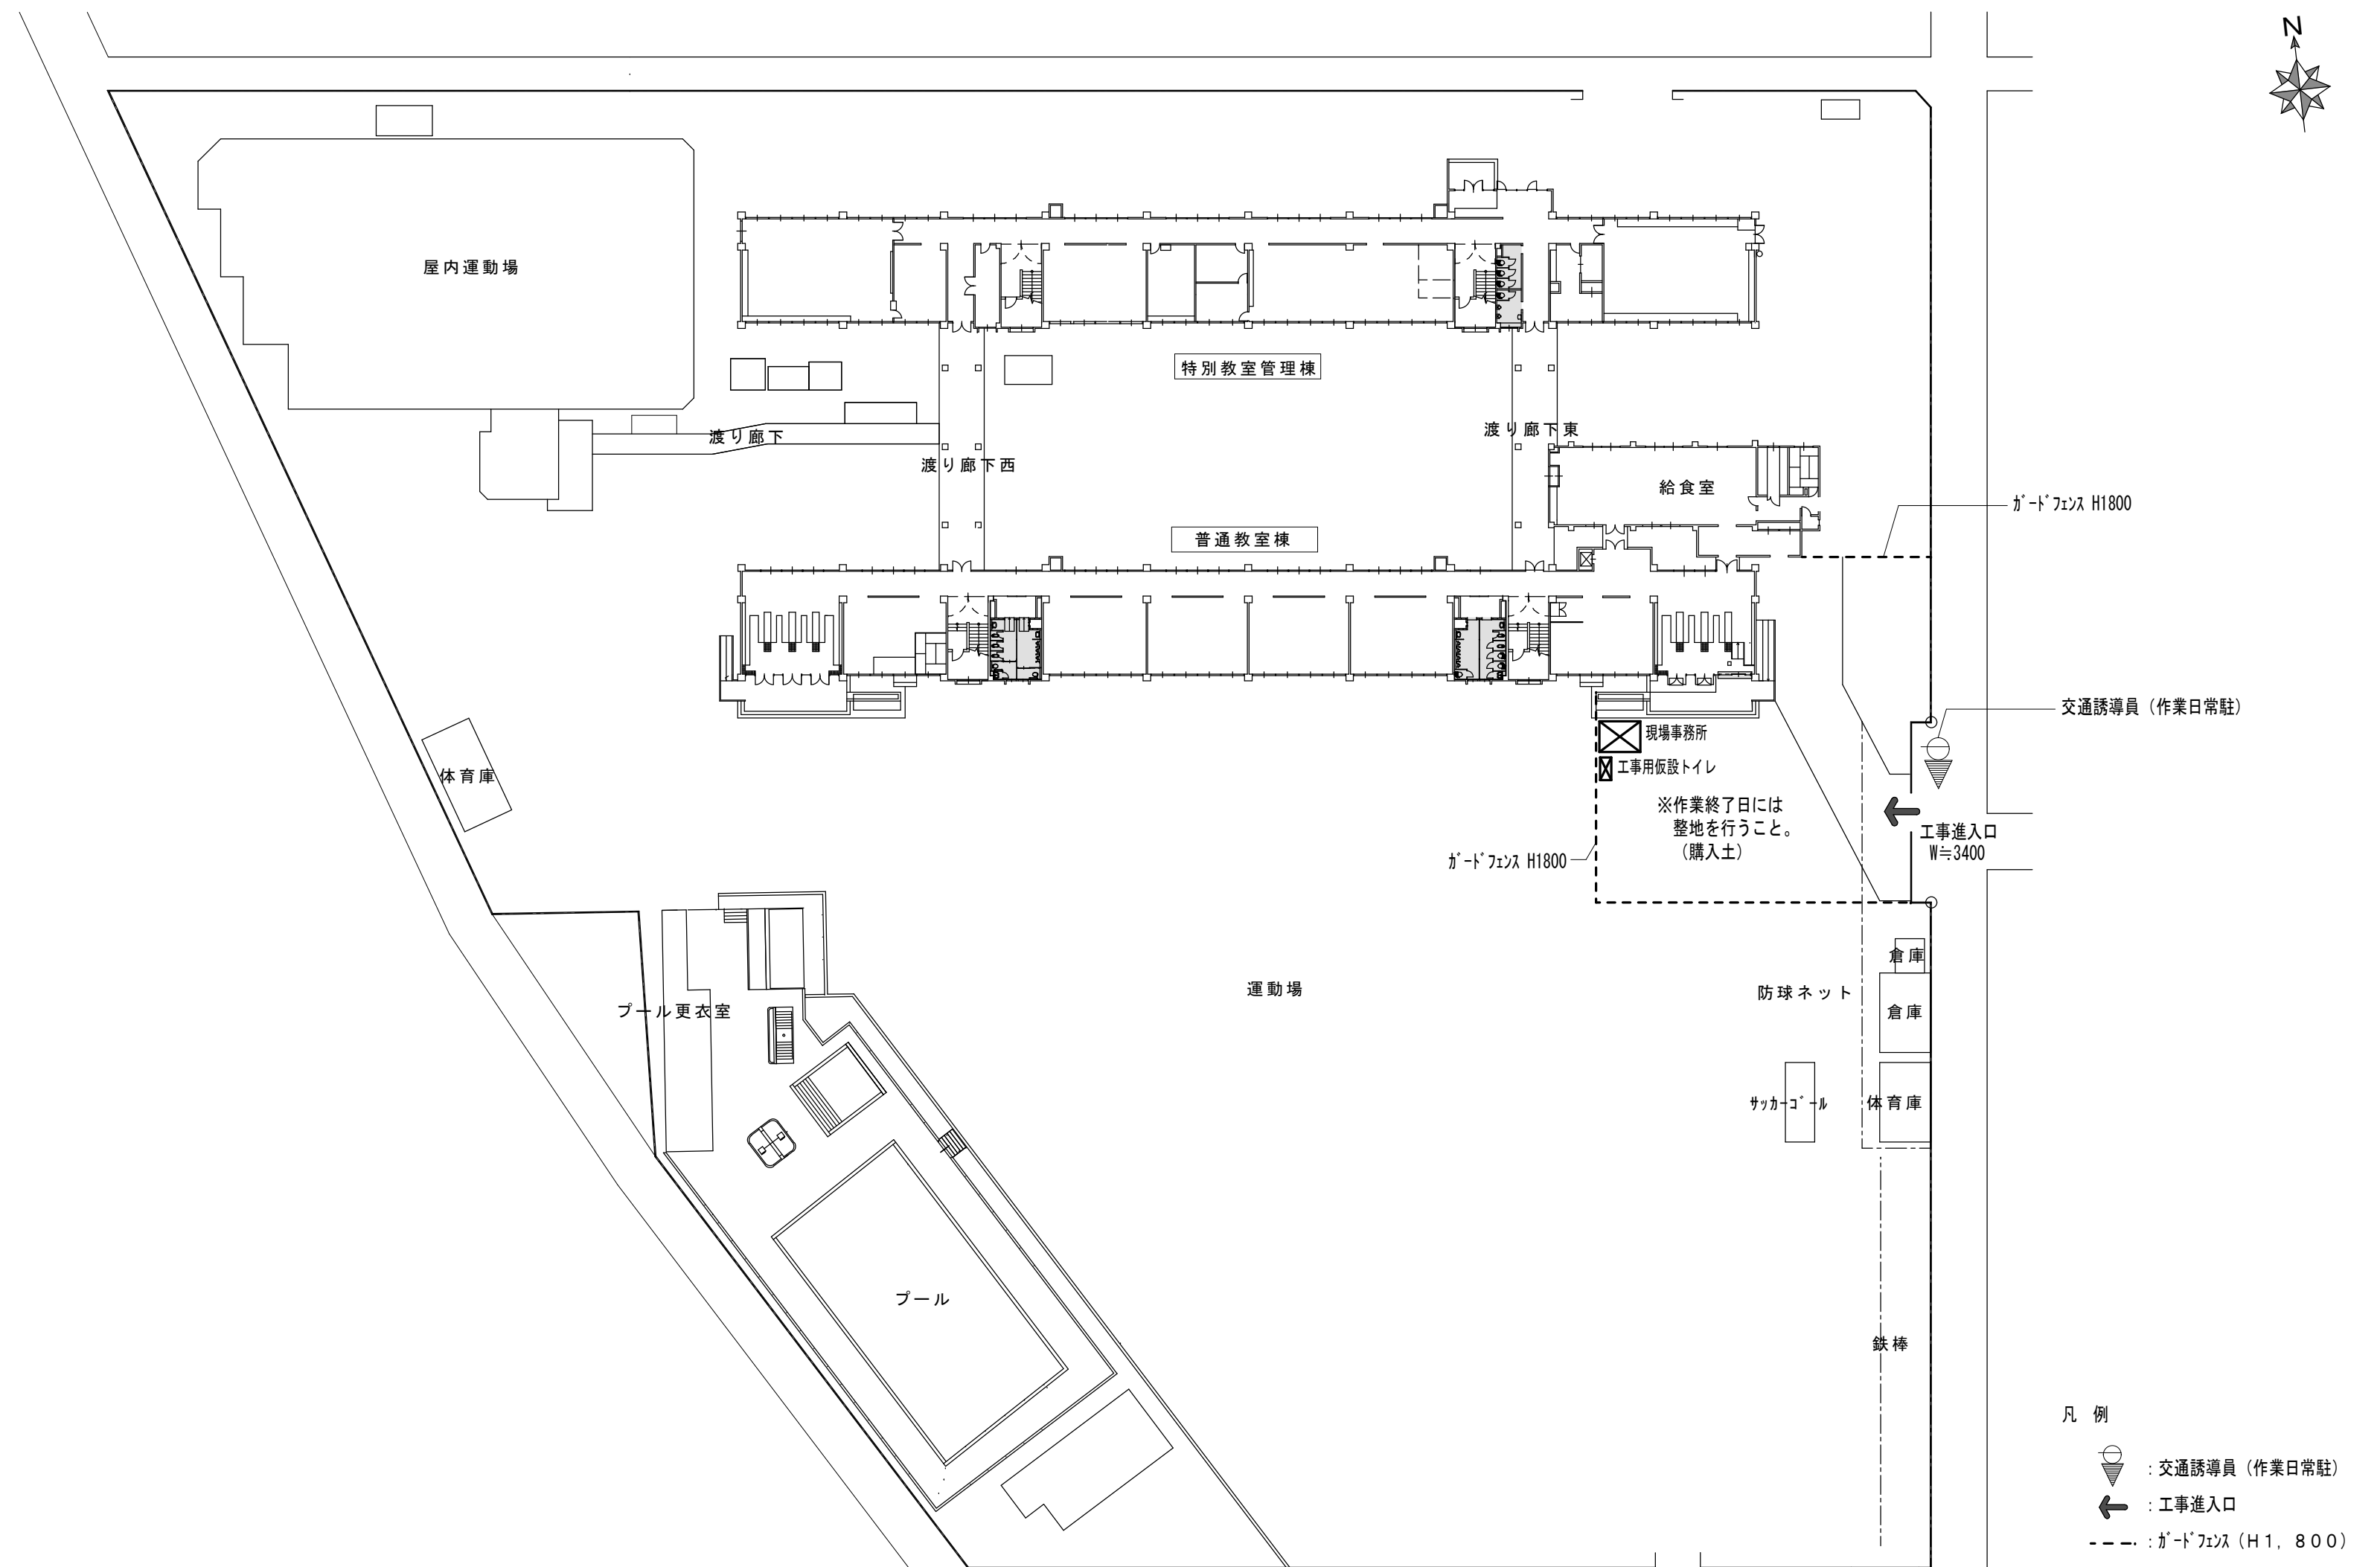 N
屋内運動場
特別教室管理棟
渡り廊下
渡り廊下西
渡り廊下東
給食室
ｶﾞｰﾄﾞﾌｪﾝｽ H1800
普通教室棟
交通誘導員（作業日常駐）
現場事務所
工事用仮設トイレ
体育庫
※作業終了日には
整地を行うこと。
（購入土）
工事進入口
W≒3400
ｶﾞｰﾄﾞﾌｪﾝｽ H1800
倉庫
運動場
防球ネット
プール更衣室
倉庫
ｻｯｶｰｺﾞｰﾙ
体育庫
プール
鉄棒
凡 例
：交通誘導員（作業日常駐）
：工事進入口
：ｶﾞｰﾄﾞﾌｪﾝｽ（Ｈ１，８００）